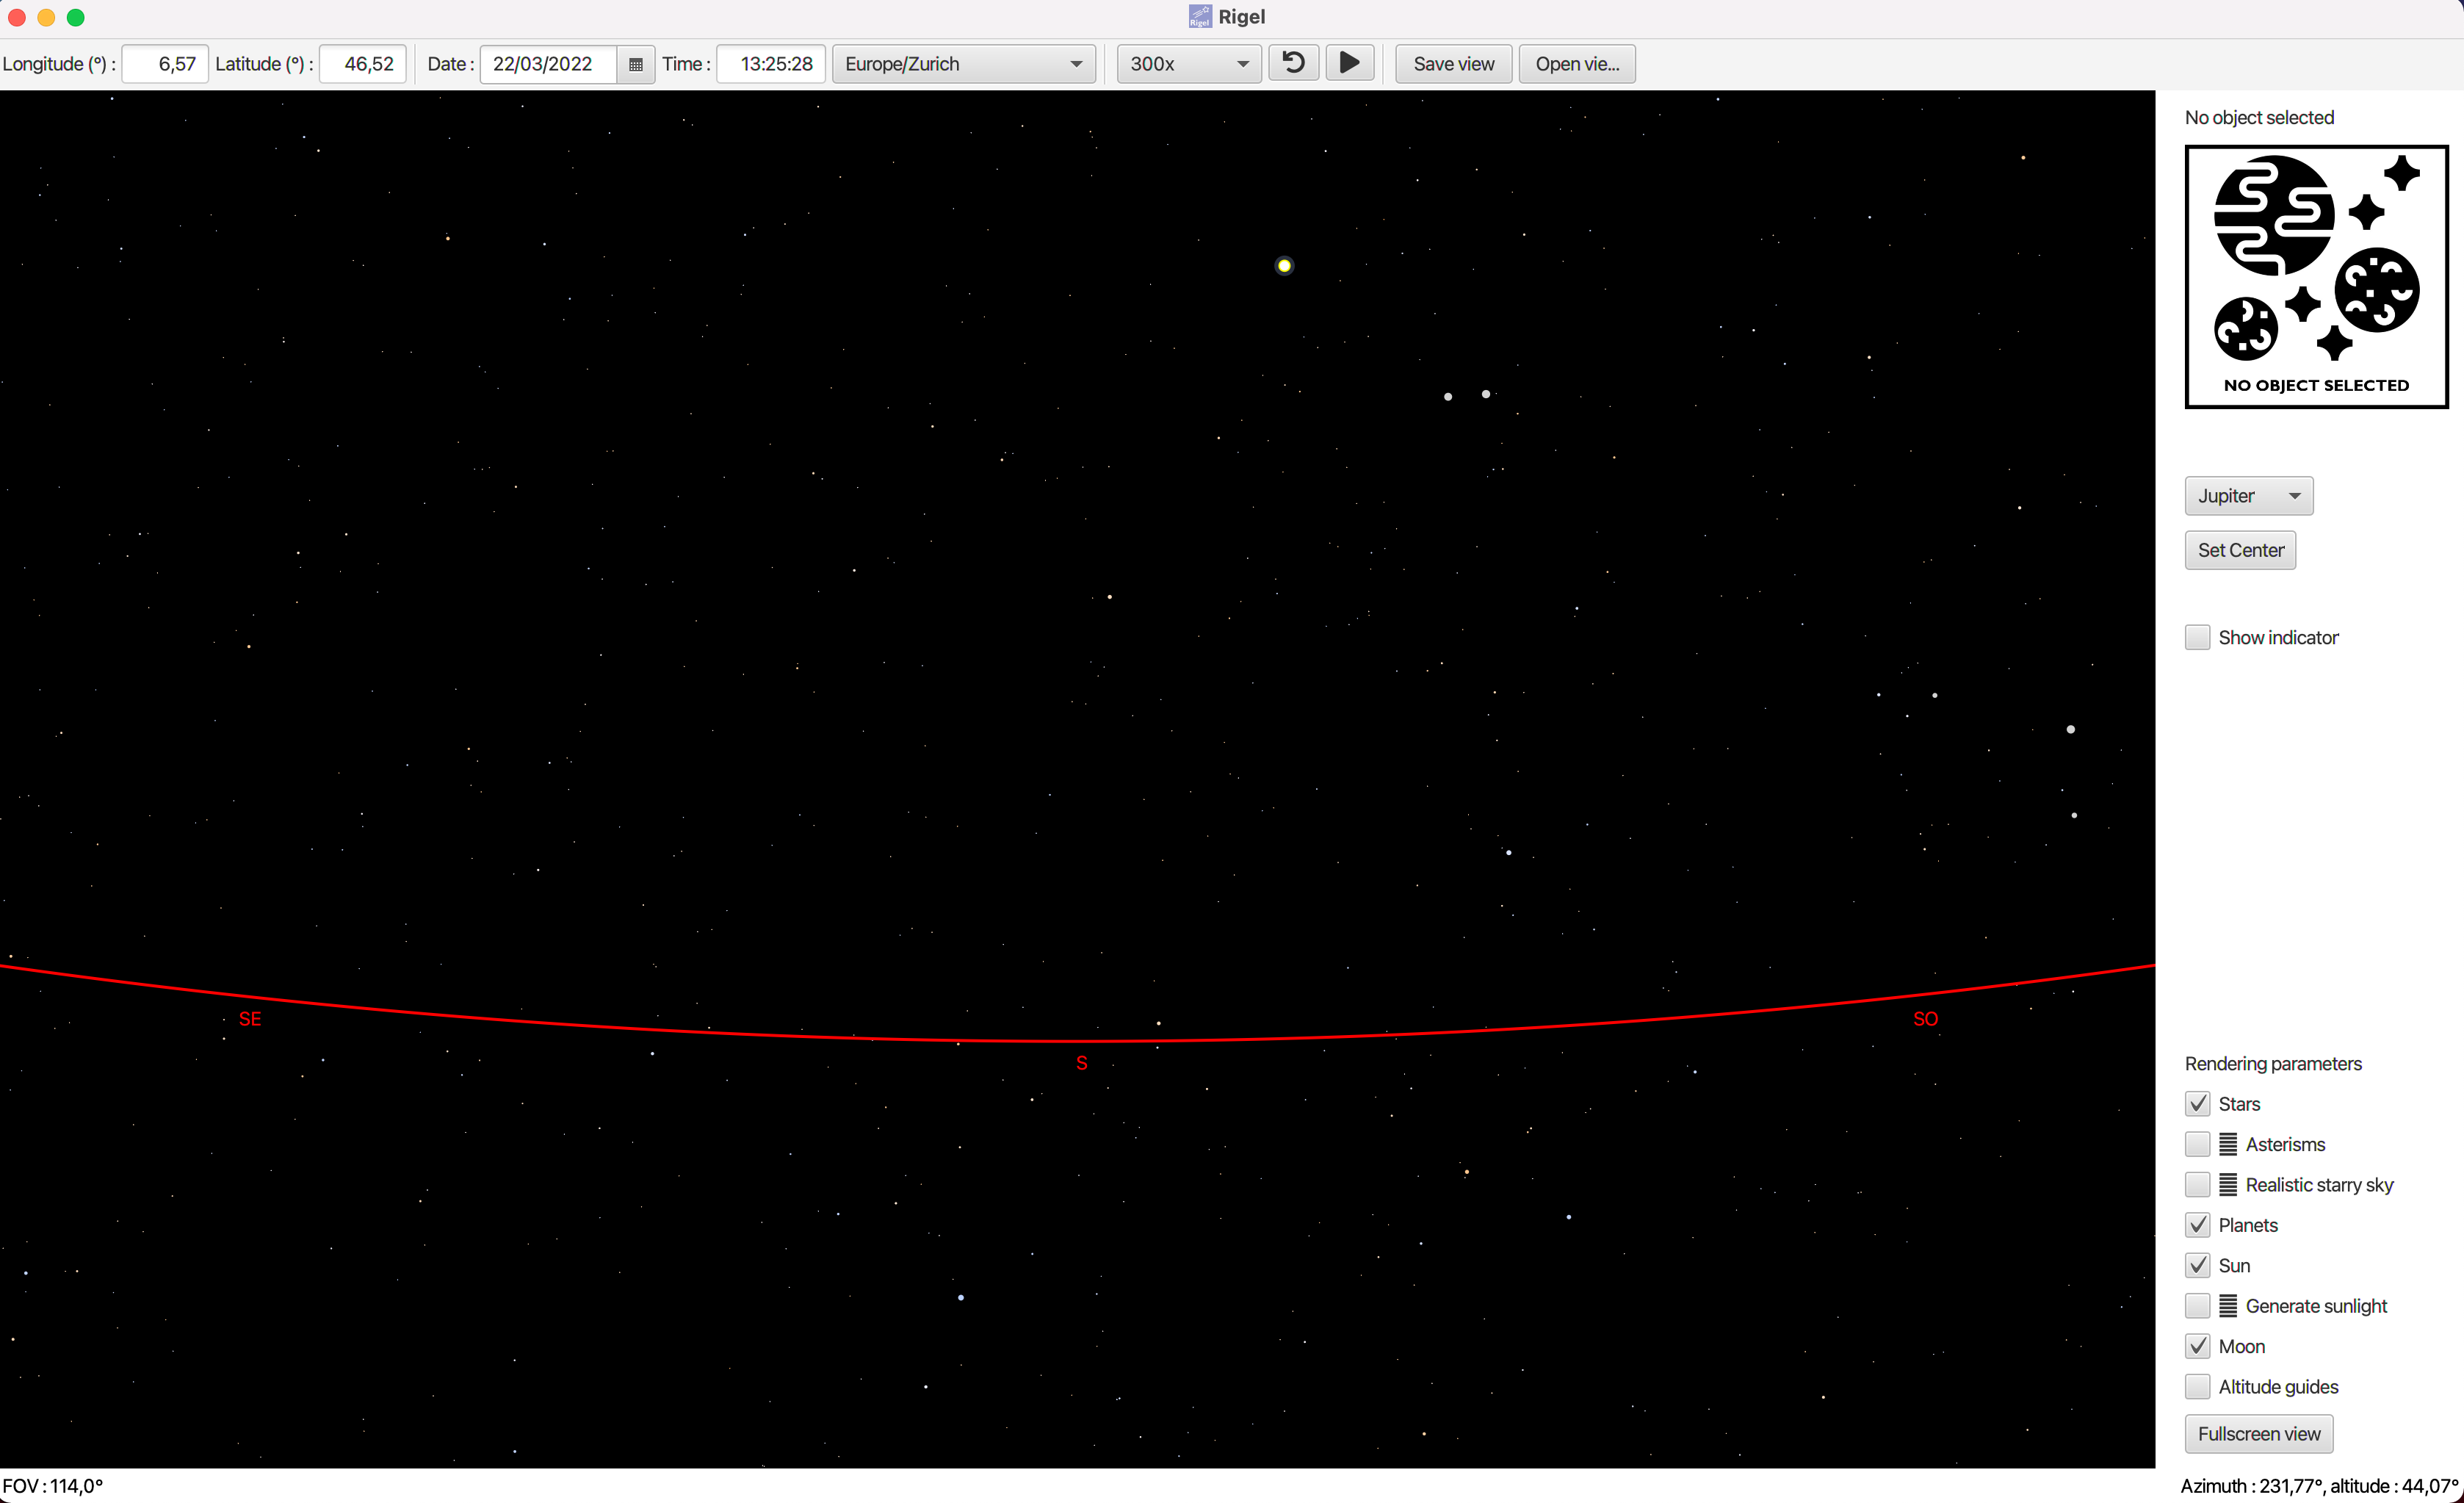 Rigel
Longitude (°) : 6,57 Latitude (°) : 46,52 Date : 22/03/2022 Time : 13:25:28 Europe/Zurich 300x Save view Open vie...
No object selected
NO OBJECT SELECTED
Jupiter
Set Center
Show indicator
SE
S
SO
Rendering parameters
Stars
Asterisms
Realistic starry sky
Planets
Sun
Generate sunlight
Moon
Altitude guides
Fullscreen view
FOV : 114,0°
Azimuth : 231,77°, altitude : 44,07°